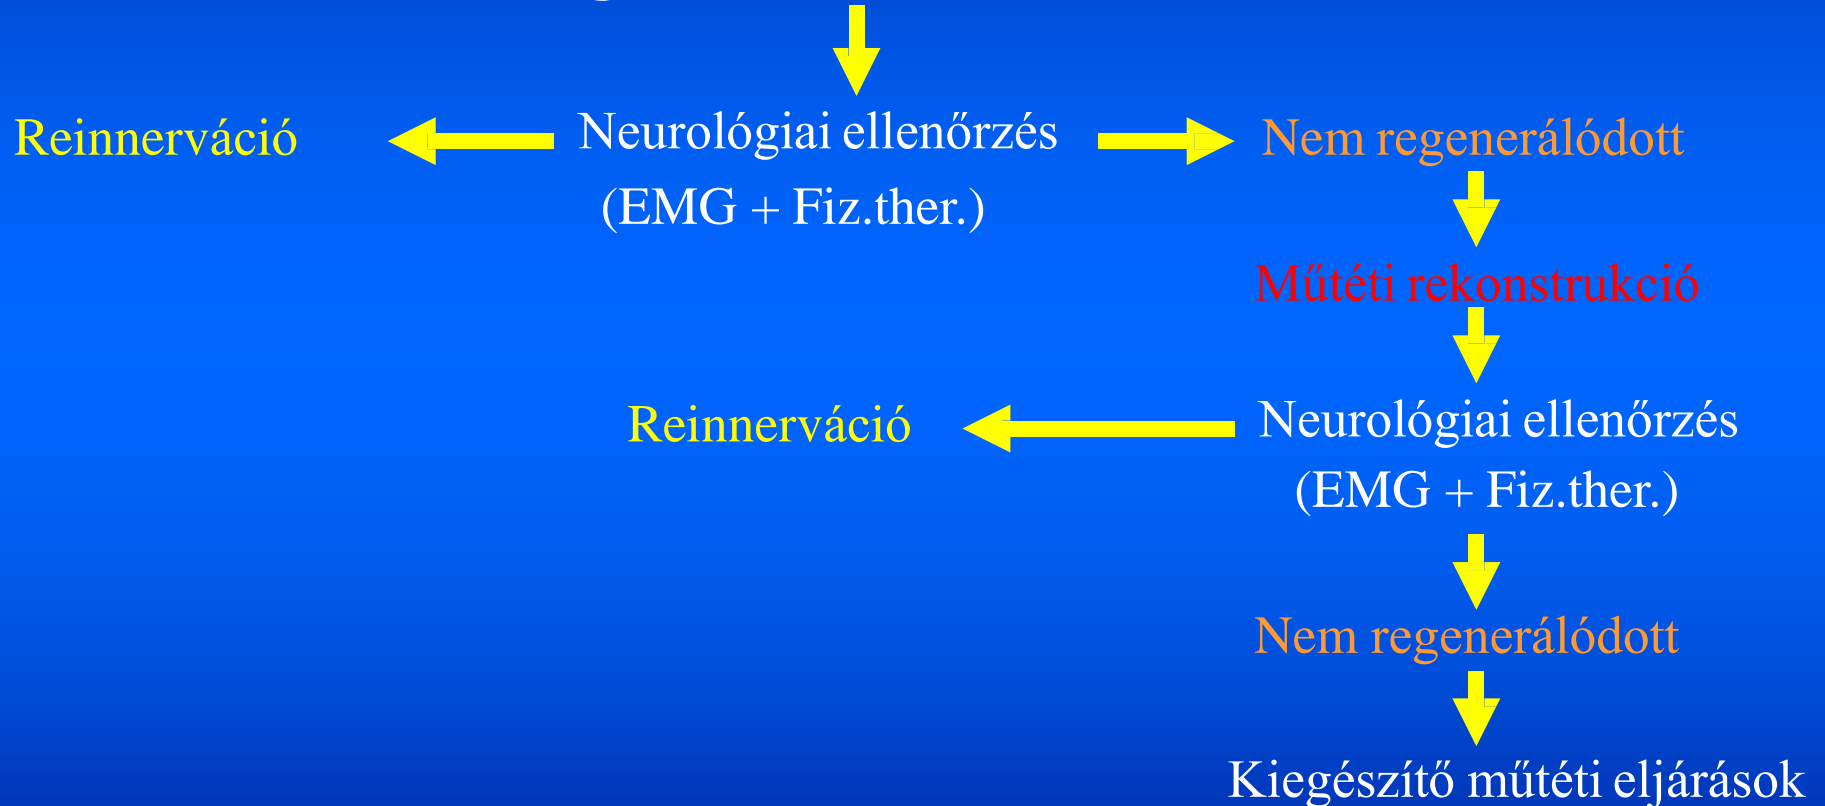 Reinnerváció
Neurológiai ellenőrzés
(EMG + Fiz.ther.)
Nem regenerálódott
Műtéti rekonstrukció
Reinnerváció
Neurológiai ellenőrzés
(EMG + Fiz.ther.)
Nem regenerálódott
Kiegészítő műtéti eljárások